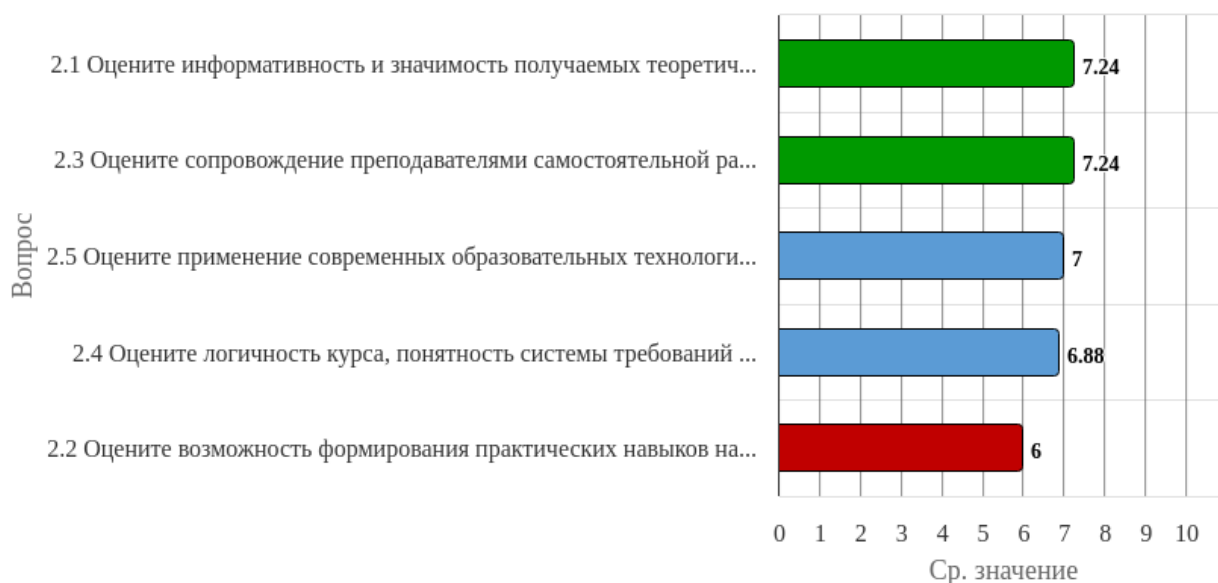 2.1 Оцените информативность и значимость получаемых теоретич...
7.24
2.3 Оцените сопровождение преподавателями самостоятельной ра...
7.24
2.5 Оцените применение современных образовательных технологи...
7
2.4 Оцените логичность курса, понятность системы требований ...
6.88
2.2 Оцените возможность формирования практических навыков на...
6
Вопрос
0 1 2 3 4 5 6 7 8 9 10
Ср. значение